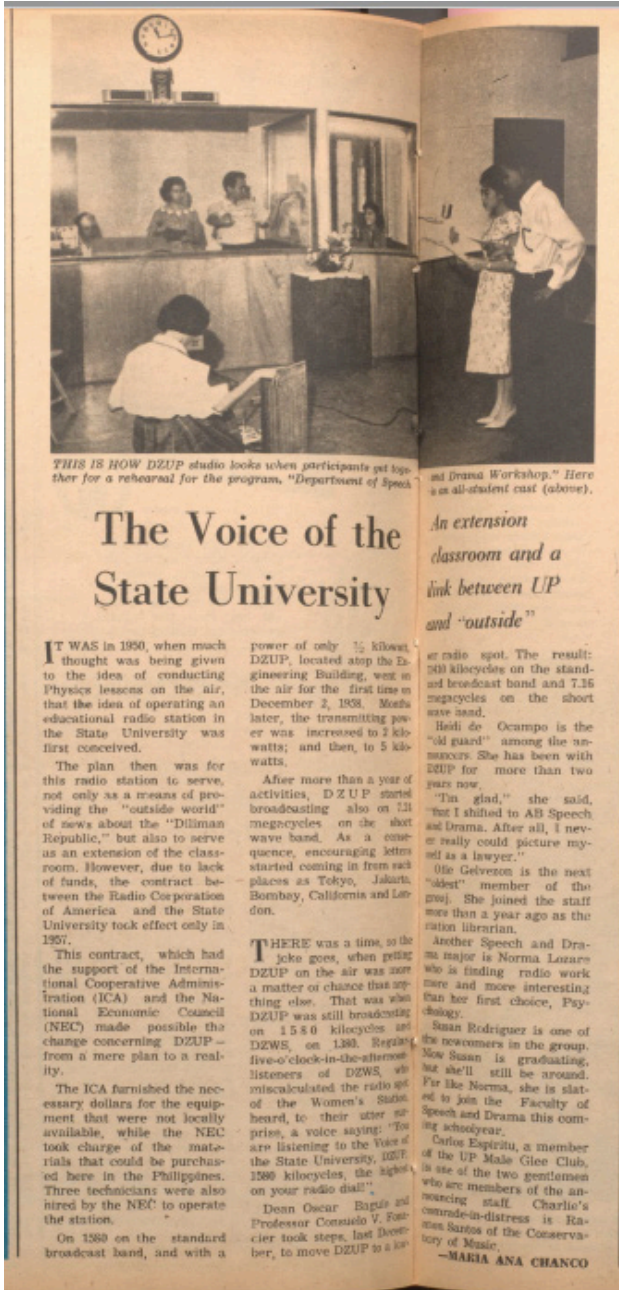 THIS IS HOW DZUP studio looks when participants get toge-
ther for a rehearsal for the program. "Department of Speech
and Drama Workshop." Here
is an all-student cast (above).
The Voice of the
State University
An extension
classroom and a
link between UP
and "outside"
IT WAS in 1950, when much
thought was being given
to the idea of conducting
Physics lessons on the air,
that the idea of operating an
educational radio station in
the State University was
first conceived.
The plan then was for
this radio station to serve,
not only as a means of pro-
viding the "outside world"
of news about the "Diliman
Republic," but also to serve
as an extension of the class-
room. However, due to lack
of funds, the contract be-
tween the Radio Corporation
of America and the State
University took effect only in
1957.
This contract, which had
the support of the Interna-
tional Cooperative Adminis-
tration (ICA) and the Na-
tional Economic Council
(NEC) made possible the
change concerning DZUP —
from a mere plan to a real-
ity.
The ICA furnished the nec-
essary dollars for the equip-
ment that were not locally
available, while the NEC
took charge of the mate-
rials that could be purchas-
ed here in the Philippines.
Three technicians were also
hired by the NEC to operate
the station.
On 1580 on the standard
broadcast band, and with a
power of only ½ kilowatt,
DZUP, located atop the En-
gineering Building, went on
the air for the first time on
December 2, 1958. Months
later, the transmitting pow-
er was increased to 2 kilo-
watts; and then, to 5 kilo-
watts.
After more than a year of
activities, DZUP started
broadcasting also on
megacycles on the short
wave band. As a conse-
quence, encouraging letters
started coming in from such
places as Tokyo, Jakarta,
Bombay, California and Lon-
don.
THERE was a time, so the
joke goes, when getting
DZUP on the air was more
a matter of chance than any-
thing else. That was when
DZUP was still broadcasting
on 1580 kilocycles and
DZWS, on 1380. Regular
five-o'clock-in-the-afternoon
listeners of DZWS, who
miscalculated the radio spot
of the Women's Station
heard, to their utter sur-
prise, a voice saying: "You
are listening to the Voice of
the State University, DZUP,
1580 kilocycles, the highest
on your radio dial!"
Dean Oscar and
Professor Consuelo V. Fon-
cier took steps, last Decem-
ber, to move DZUP to a low-
er radio spot. The result:
kilocycles on the stand-
ard broadcast band and 7.16
megacycles on the short
wave band.
Heidi de Ocampo is the
"old guard" among the an-
nouncers. She has been with
DZUP for more than two
years now.
"I'm glad," she said,
"that I shifted to AB Speech
and Drama. After all, I nev-
er really could picture my-
self as a lawyer."
Offie Gelvezon is the next
"oldest" member of the
group. She joined the staff
more than a year ago as the
station librarian.
Another Speech and Dra-
ma major is Norma Lozare
who is finding radio work
more and more interesting
than her first choice, Psy-
chology.
Susan Rodriguez is one of
the newcomers in the group.
Now Susan is graduating,
but she'll still be around.
For like Norma, she is slat-
ed to join the Faculty of
Speech and Drama this com-
ing schoolyear.
Carlos Espiritu, a member
of the UP Male Glee Club,
is one of the two gentlemen
who are members of the an-
nouncing staff. Charlie's
comrade-in-distress is Ra-
mon Santos of the Conserva-
tory of Music.
—MARIA ANA CHANCO